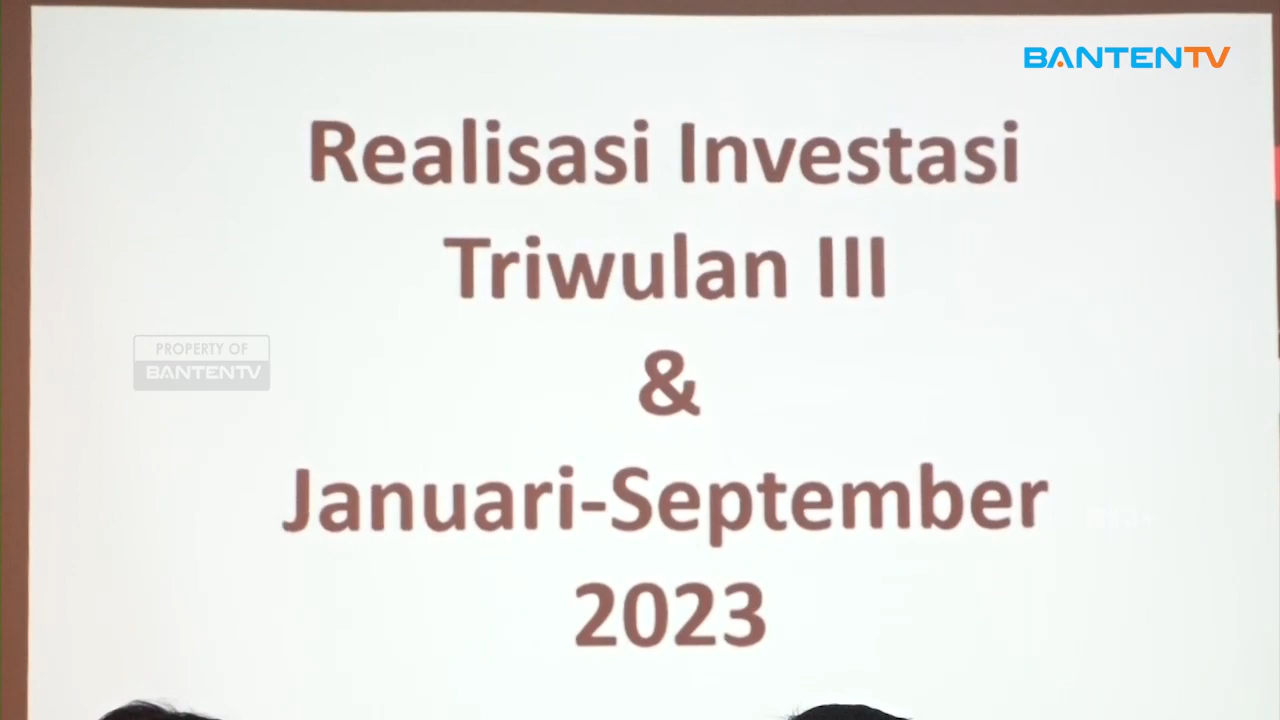 BANTENTV
Realisasi Investasi
Triwulan III
&
Januari-September
2023
PROPERTY OF
BANTENTV